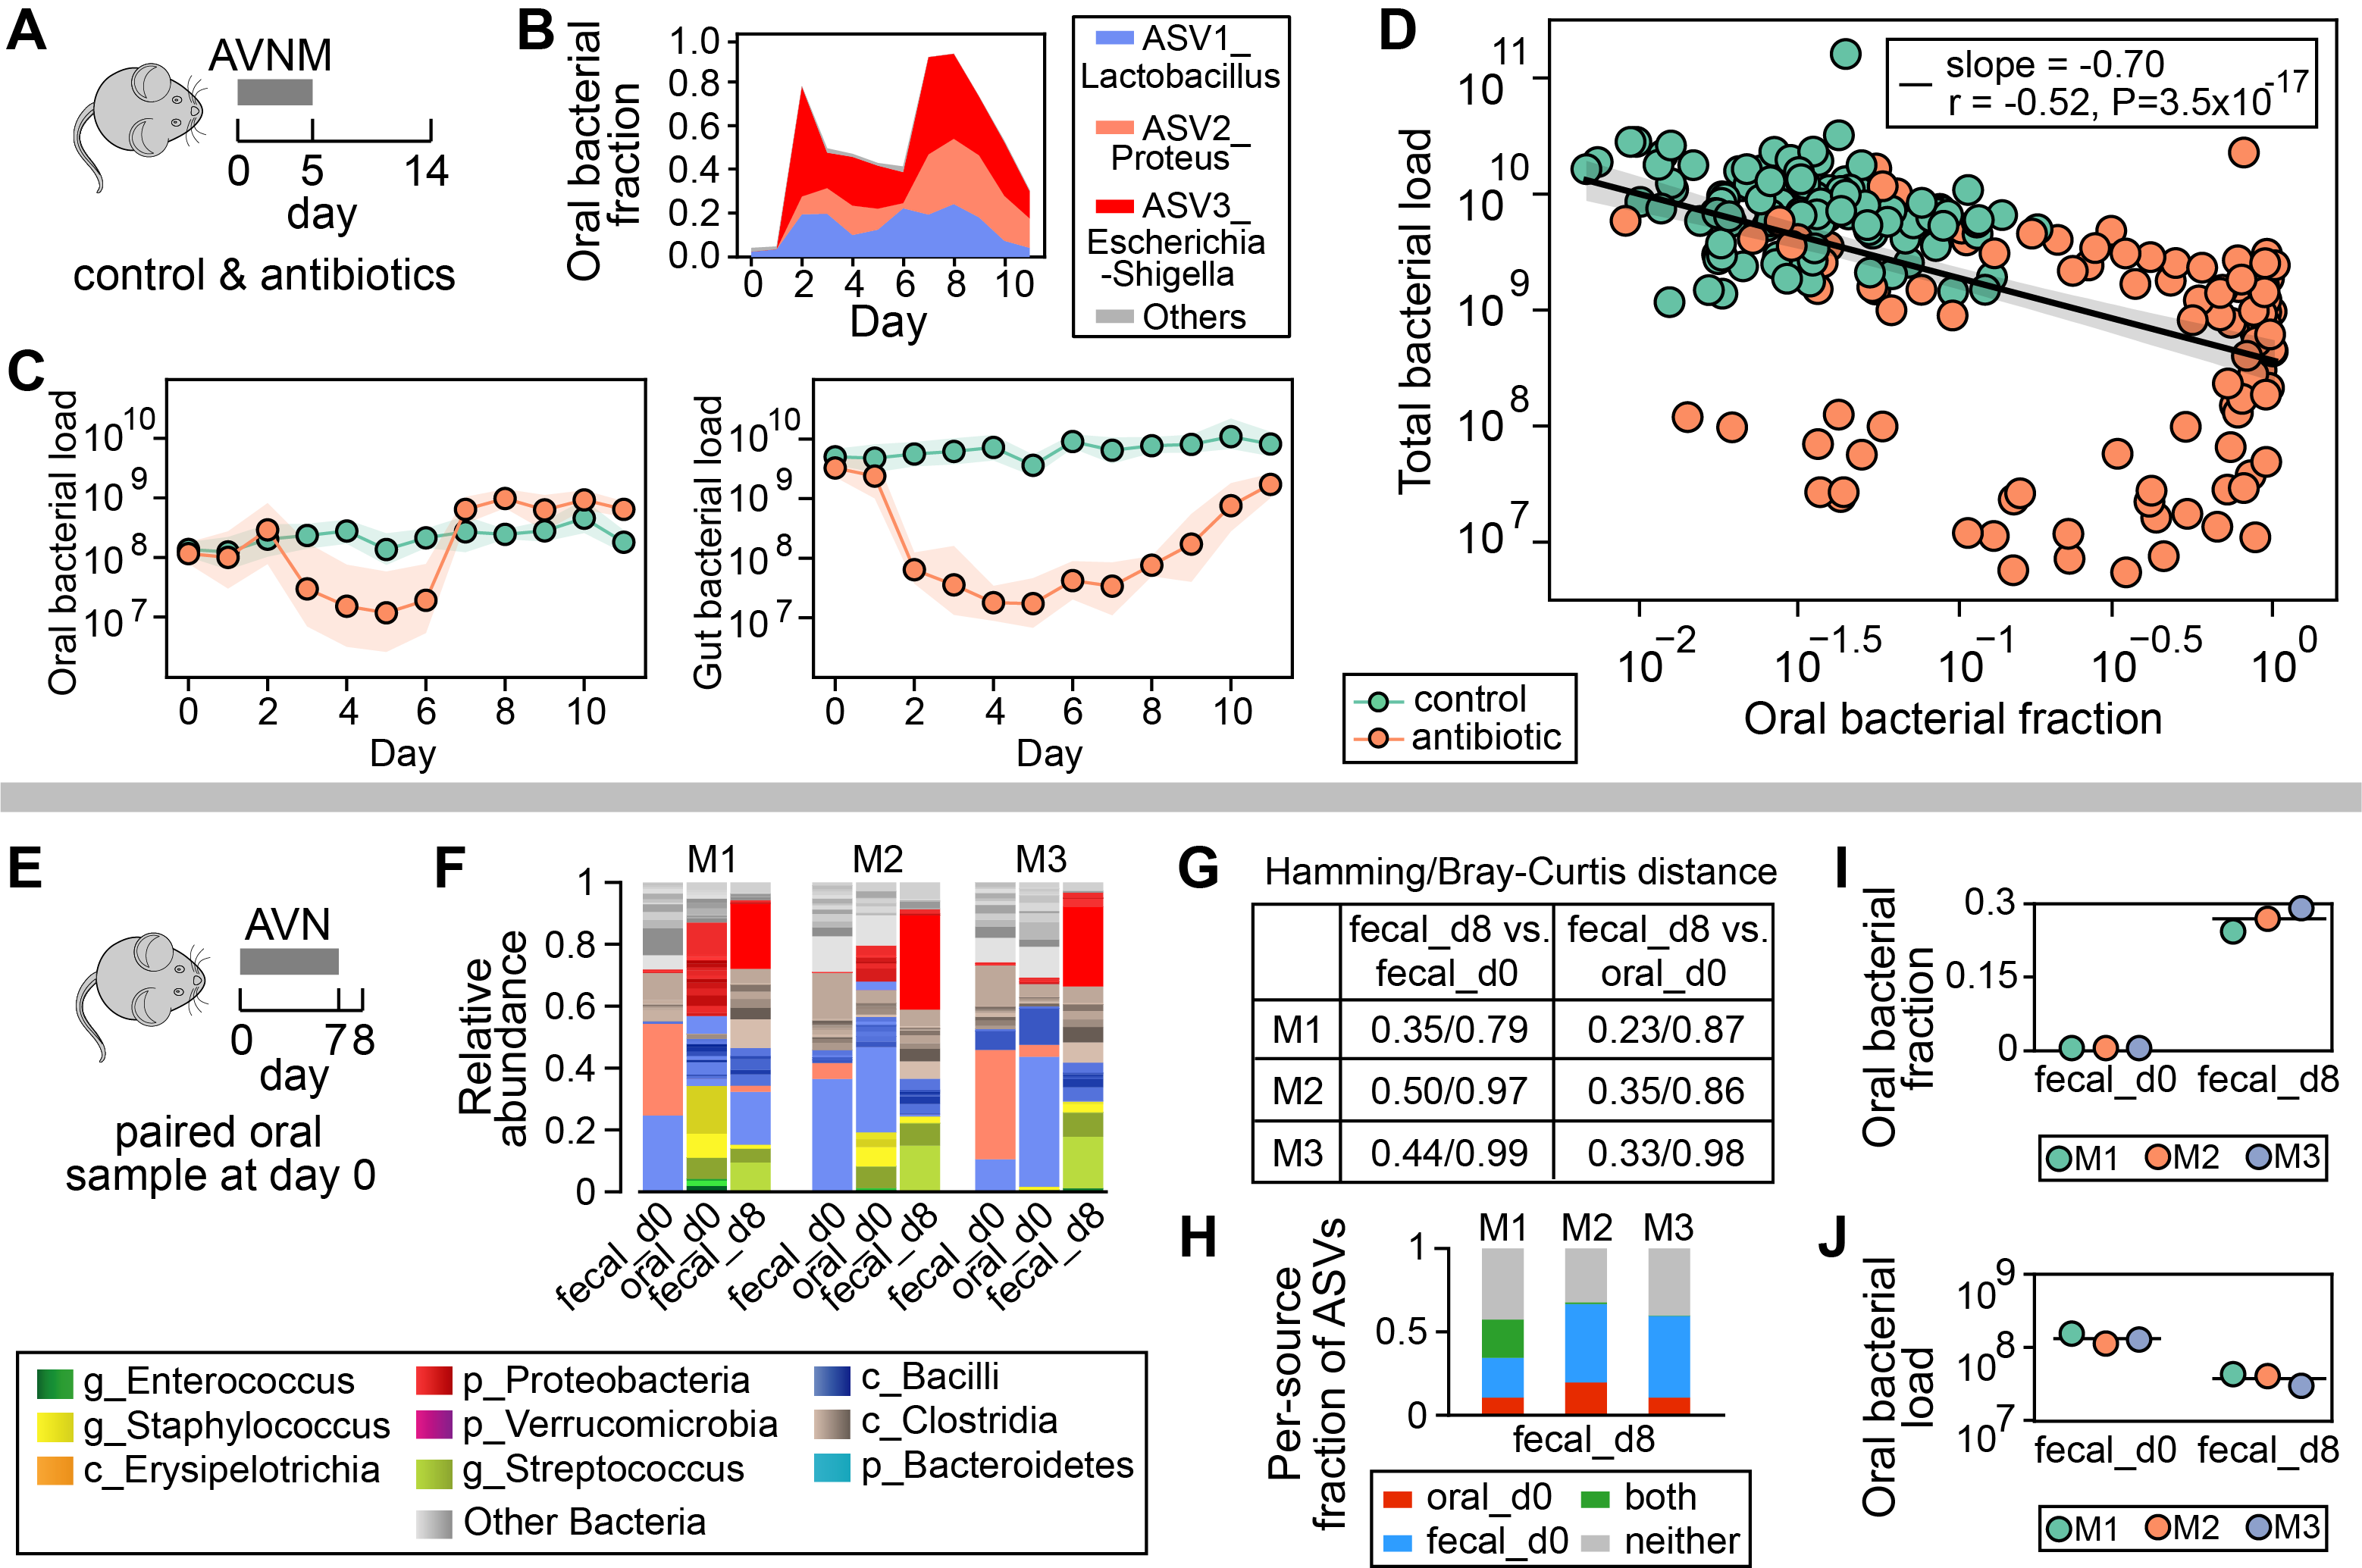 A
AVNM
0 5 14
day
control & antibiotics
B
Oral bacterial
fraction
1.0
0.8
0.6
0.4
0.2
0.0
0 2 4 6 8 10
Day
ASV1_
Lactobacillus
ASV2_
Proteus
ASV3_
Escherichia
-Shigella
Others
C
Oral bacterial load
10^10
10^9
10^8
10^7
0 2 4 6 8 10
Day
Gut bacterial load
10^10
10^9
10^8
10^7
0 2 4 6 8 10
Day
D
Total bacterial load
10^11
10^10
10^9
10^8
10^7
slope = -0.70
r = -0.52, P=3.5x10^-17
10^−2 10^−1.5 10^−1 10^−0.5 10^0
Oral bacterial fraction
control
antibiotic
E
AVN
0 7 8
day
paired oral
sample at day 0
F
M1 M2 M3
Relative
abundance
1
0.8
0.6
0.4
0.2
0
fecal_d0 oral_d0 fecal_d8 fecal_d0 oral_d0 fecal_d8 fecal_d0 oral_d0 fecal_d8
g_Enterococcus
g_Staphylococcus
c_Erysipelotrichia
p_Proteobacteria
p_Verrucomicrobia
g_Streptococcus
Other Bacteria
c_Bacilli
c_Clostridia
p_Bacteroidetes
G
Hamming/Bray-Curtis distance
fecal_d8 vs. fecal_d8 vs.
fecal_d0 oral_d0
M1 0.35/0.79 0.23/0.87
M2 0.50/0.97 0.35/0.86
M3 0.44/0.99 0.33/0.98
H
M1 M2 M3
Per-source
fraction of ASVs
1
0.5
0
fecal_d8
oral_d0 both
fecal_d0 neither
I
Oral bacterial
fraction
0.3
0.15
0
fecal_d0 fecal_d8
M1 M2 M3
J
Oral bacterial
load
10^9
10^8
10^7
fecal_d0 fecal_d8
M1 M2 M3